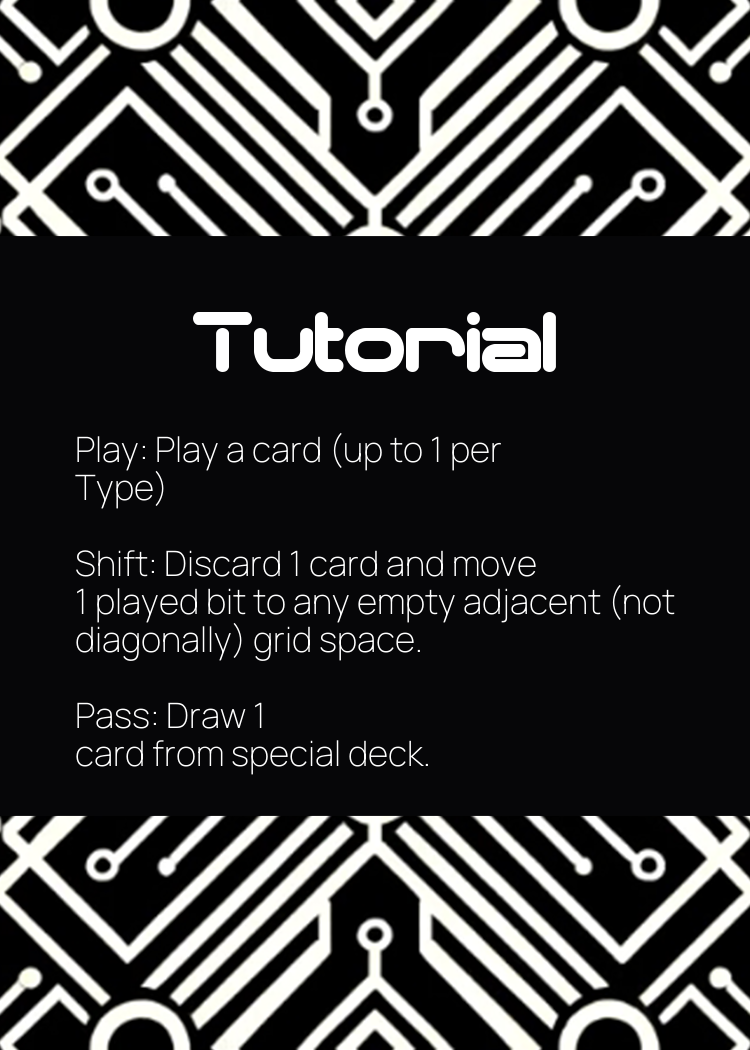 Tutorial
Play: Play a card (up to 1 per
Type)
Shift: Discard 1 card and move
1 played bit to any empty adjacent (not
diagonally) grid space.
Pass: Draw 1
card from special deck.